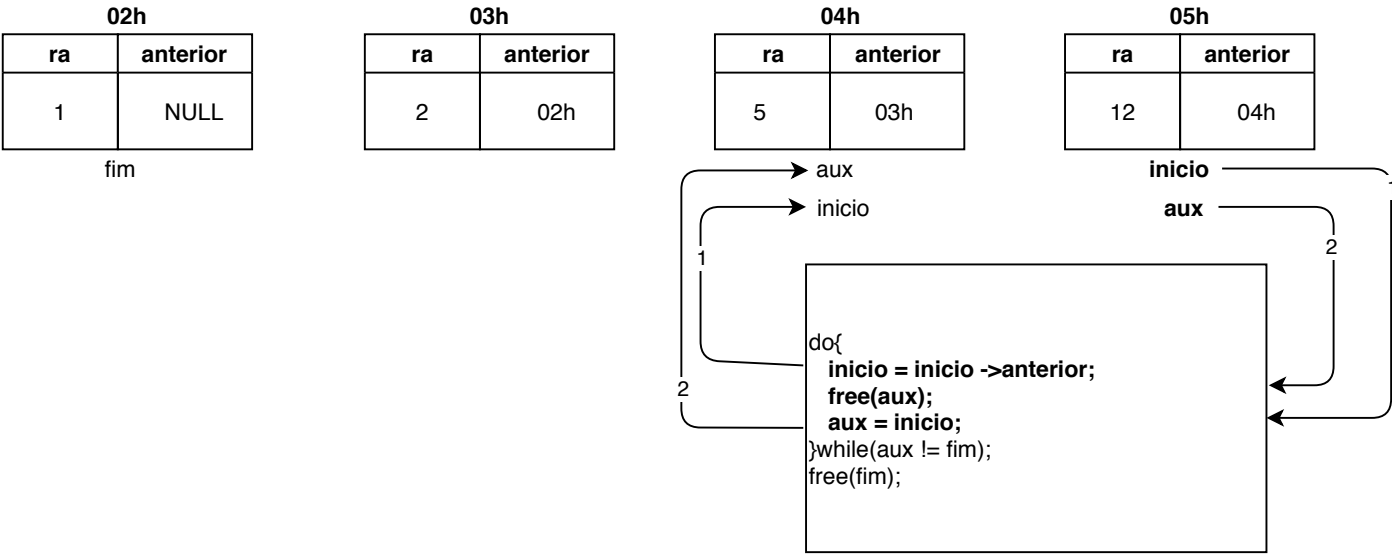 02h 03h 04h 05h
ra anterior ra anterior ra anterior ra anterior
1 NULL 2 02h 5 03h 12 04h
fim aux inicio
inicio aux
1 2
do{
inicio = inicio ->anterior;
2 free(aux);
aux = inicio;
}while(aux != fim);
free(fim);